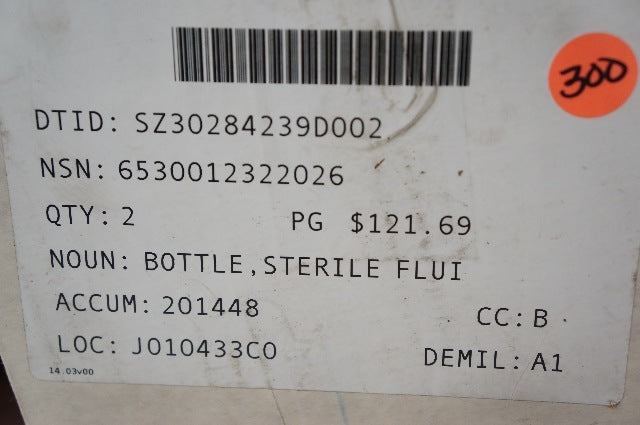 300
DTID: SZ30284239D002
NSN: 6530012322026
QTY: 2 PG $121.69
NOUN: BOTTLE,STERILE FLUI
ACCUM: 201448 CC: B
LOC: J010433C0 DEMIL: A1
14.03v00